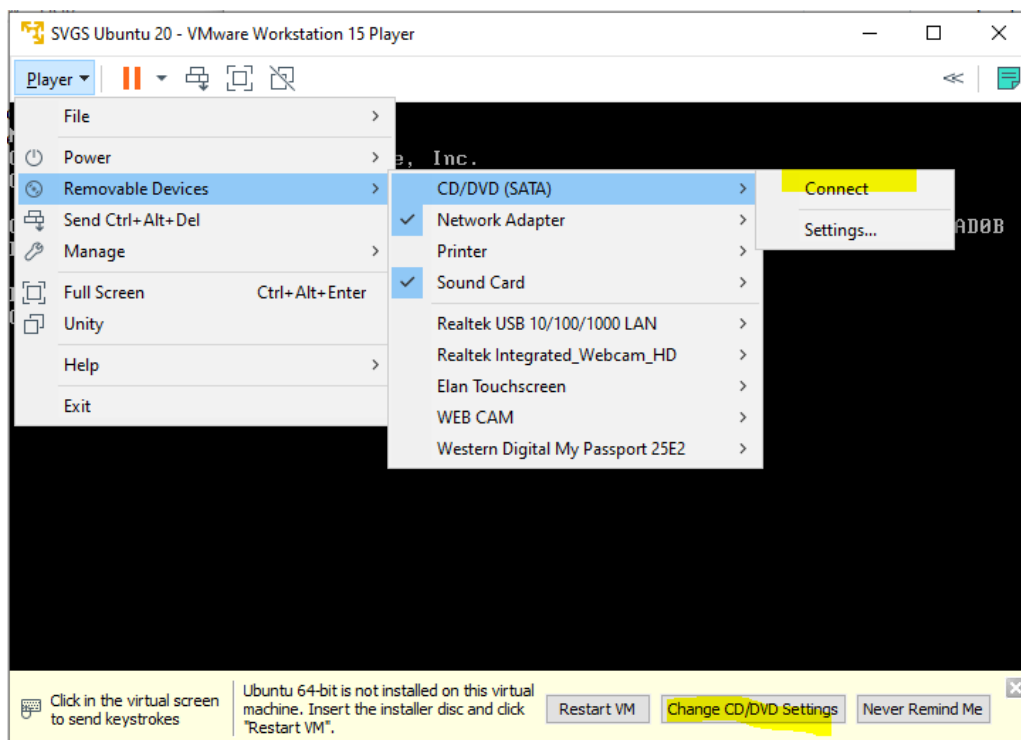 SVGS Ubuntu 20 - VMware Workstation 15 Player
Player
File
Power
Removable Devices
Send Ctrl+Alt+Del
Manage
Full Screen Ctrl+Alt+Enter
Unity
Help
Exit
e, Inc.
AD0B
CD/DVD (SATA)
Network Adapter
Printer
Sound Card
Realtek USB 10/100/1000 LAN
Realtek Integrated_Webcam_HD
Elan Touchscreen
WEB CAM
Western Digital My Passport 25E2
Connect
Settings...
Click in the virtual screen
to send keystrokes
Ubuntu 64-bit is not installed on this virtual
machine. Insert the installer disc and click
"Restart VM".
Restart VM
Change CD/DVD Settings
Never Remind Me